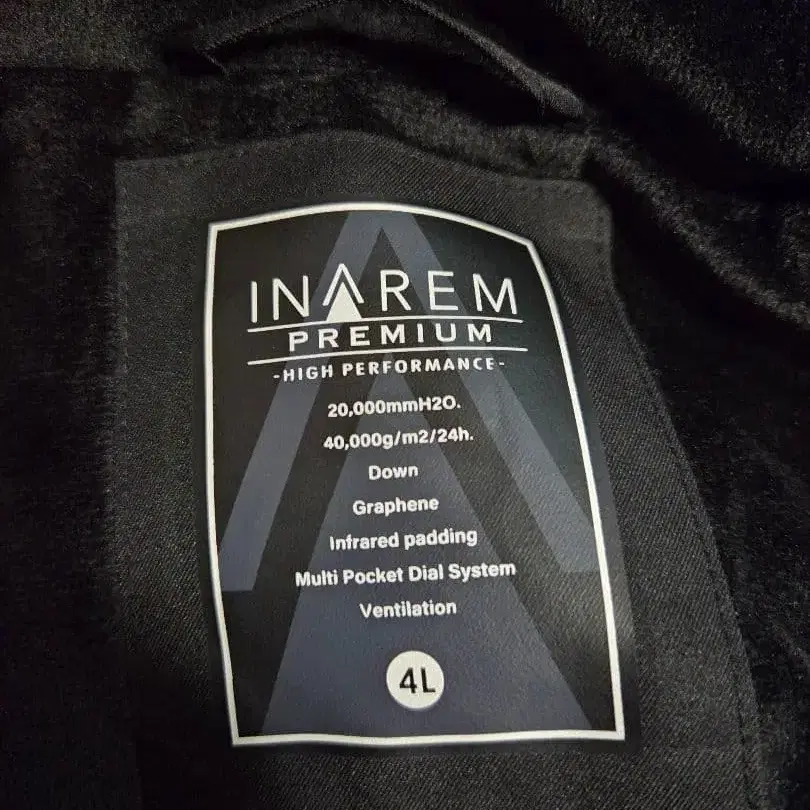 INAREM
PREMIUM
-HIGH PERFORMANCE-
20,000mmH2O.
40,000g/m2/24h.
Down
Graphene
Infrared padding
Multi Pocket Dial System
Ventilation
4L